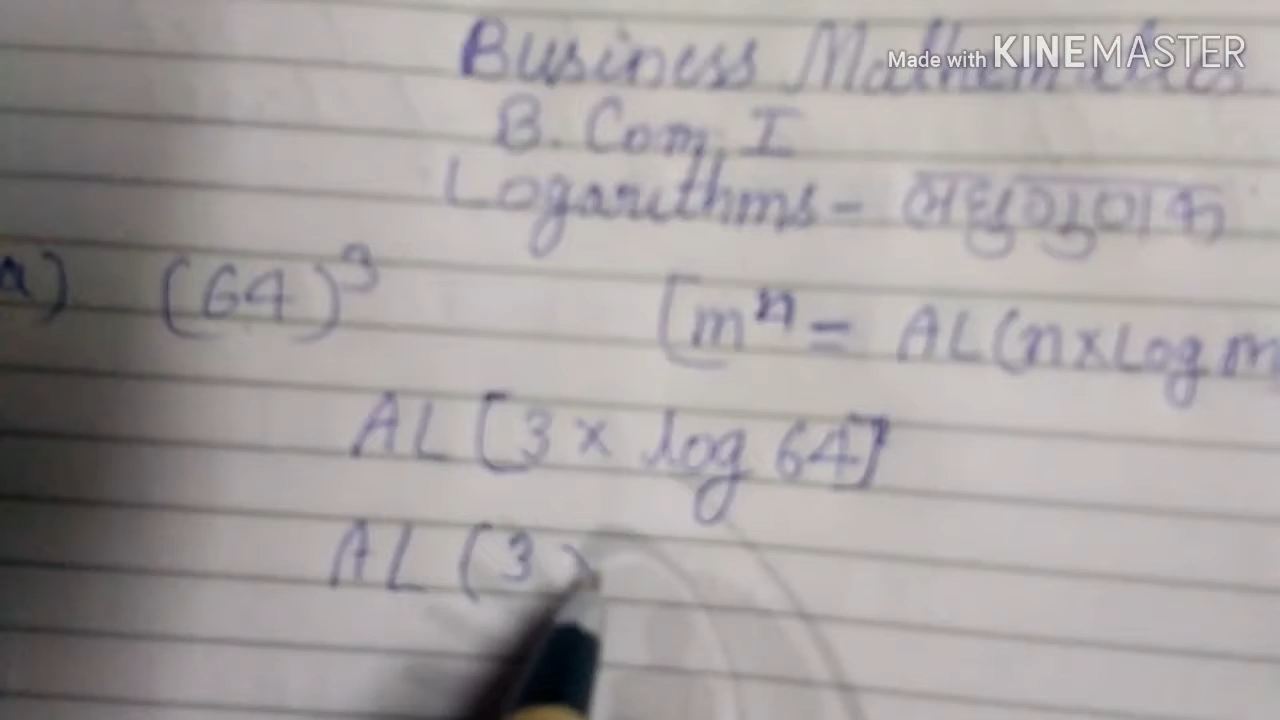 Made with KINEMASTER
Business Mathematics
B. Com. I
Logarithms - लघुगुणक
a) (64)³ [mⁿ = AL(n×Log m
AL [3 × log 64]
AL (3 ×